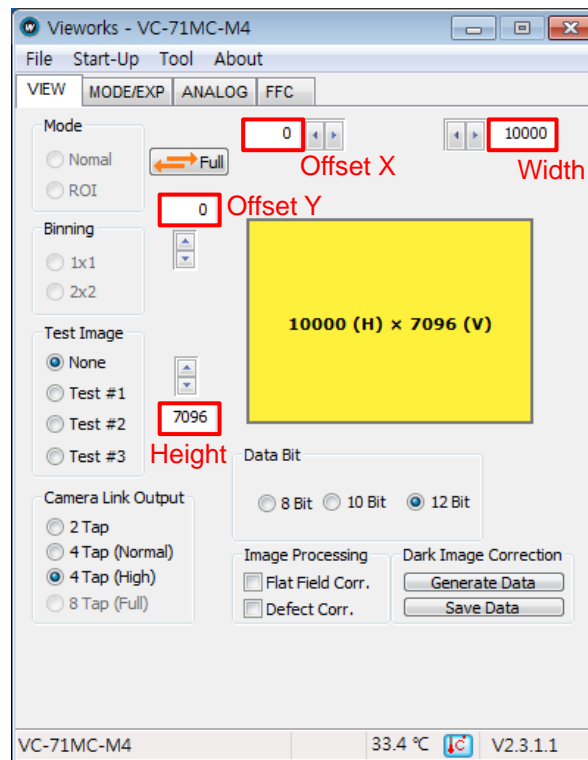 Vieworks - VC-71MC-M4
File Start-Up Tool About
VIEW MODE/EXP ANALOG FFC
Mode
Nomal
ROI
Full
0
Offset X
10000
Width
0
Offset Y
Binning
1x1
2x2
10000 (H) × 7096 (V)
Test Image
None
Test #1
Test #2
Test #3
7096
Height
Data Bit
8 Bit 10 Bit 12 Bit
Camera Link Output
2 Tap
4 Tap (Normal)
4 Tap (High)
8 Tap (Full)
Image Processing
Flat Field Corr.
Defect Corr.
Dark Image Correction
Generate Data
Save Data
VC-71MC-M4 33.4 ℃ C V2.3.1.1